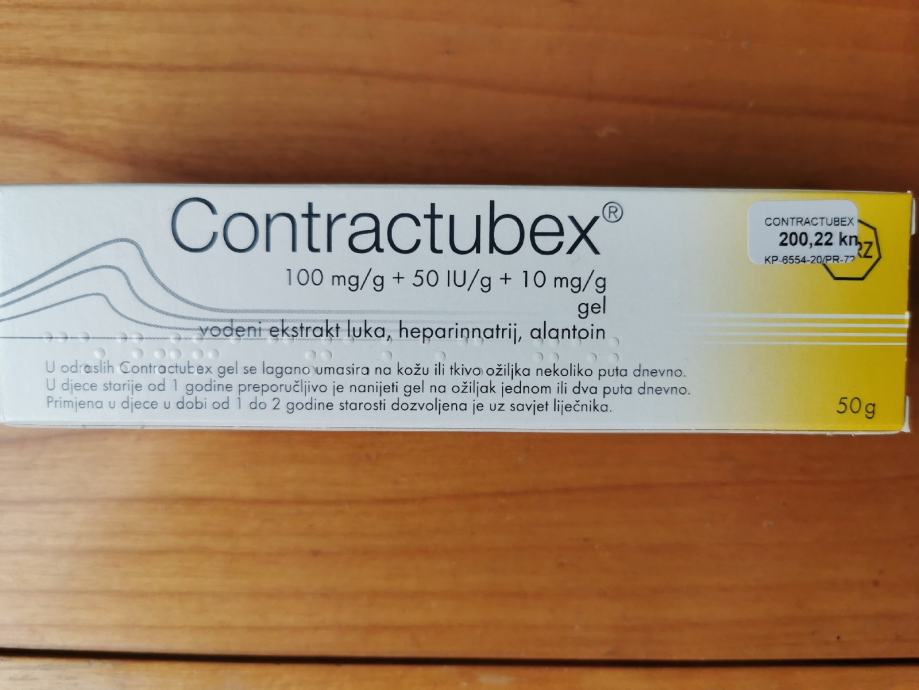 Contractubex®
100 mg/g + 50 IU/g + 10 mg/g
gel
vodeni ekstrakt luka, heparinnatrij, alantoin
U odraslih Contractubex gel se lagano umasira na kožu ili tkivo ožiljka nekoliko puta dnevno.
U djece starije od 1 godine preporučljivo je nanijeti gel na ožiljak jednom ili dva puta dnevno.
Primjena u djece u dobi od 1 do 2 godine starosti dozvoljena je uz savjet liječnika.
CONTRACTUBEX
200,22 kn
KP-6554-20/PR-72
RZ
50 g